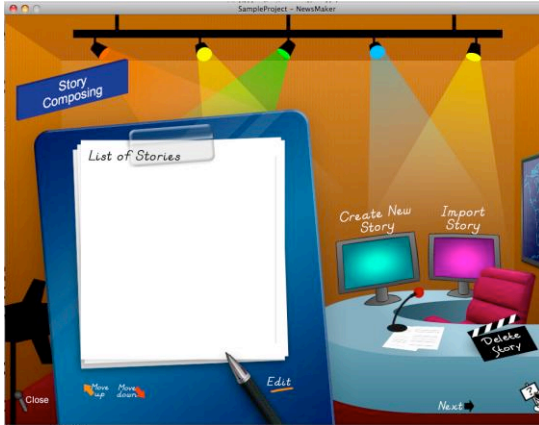 SampleProject - NewsMaker
Story
Composing
List of Stories
Create New
Story
Import
Story
Delete
Story
Move
up
Move
down
Edit
Close
Next
?